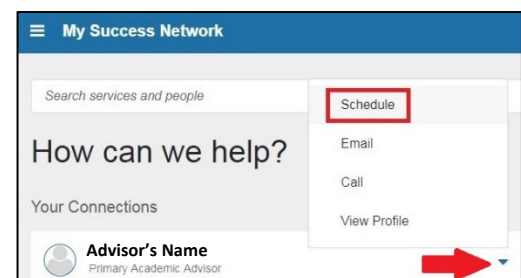 My Success Network
Search services and people
How can we help?
Your Connections
Advisor's Name
Primary Academic Advisor
Schedule
Email
Call
View Profile